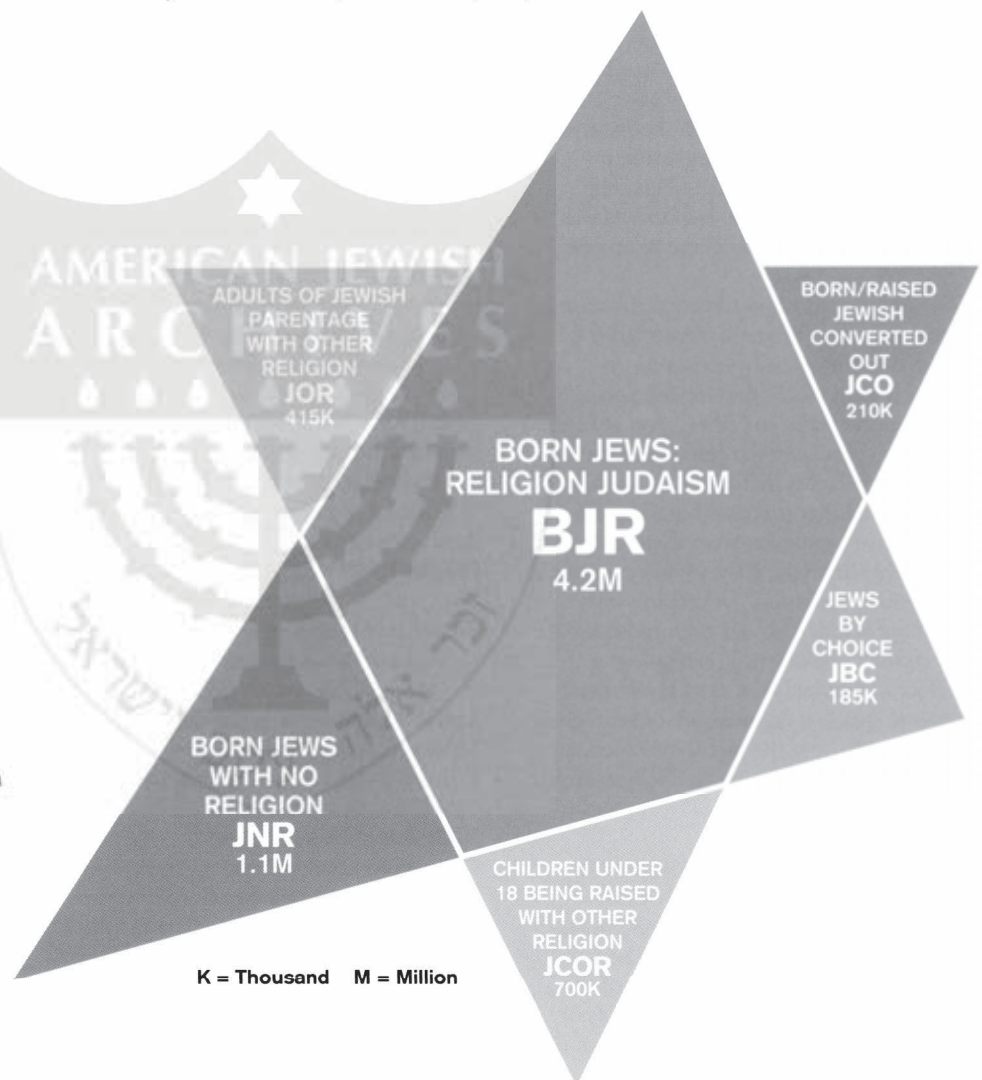 AMERICAN JEWISH
ARCHIVES
ADULTS OF JEWISH
PARENTAGE
WITH OTHER
RELIGION
JOR
415K
BORN/RAISED
JEWISH
CONVERTED
OUT
JCO
210K
BORN JEWS:
RELIGION JUDAISM
BJR
4.2M
JEWS
BY
CHOICE
JBC
185K
BORN JEWS
WITH NO
RELIGION
JNR
1.1M
CHILDREN UNDER
18 BEING RAISED
WITH OTHER
RELIGION
JCOR
700K
K = Thousand M = Million